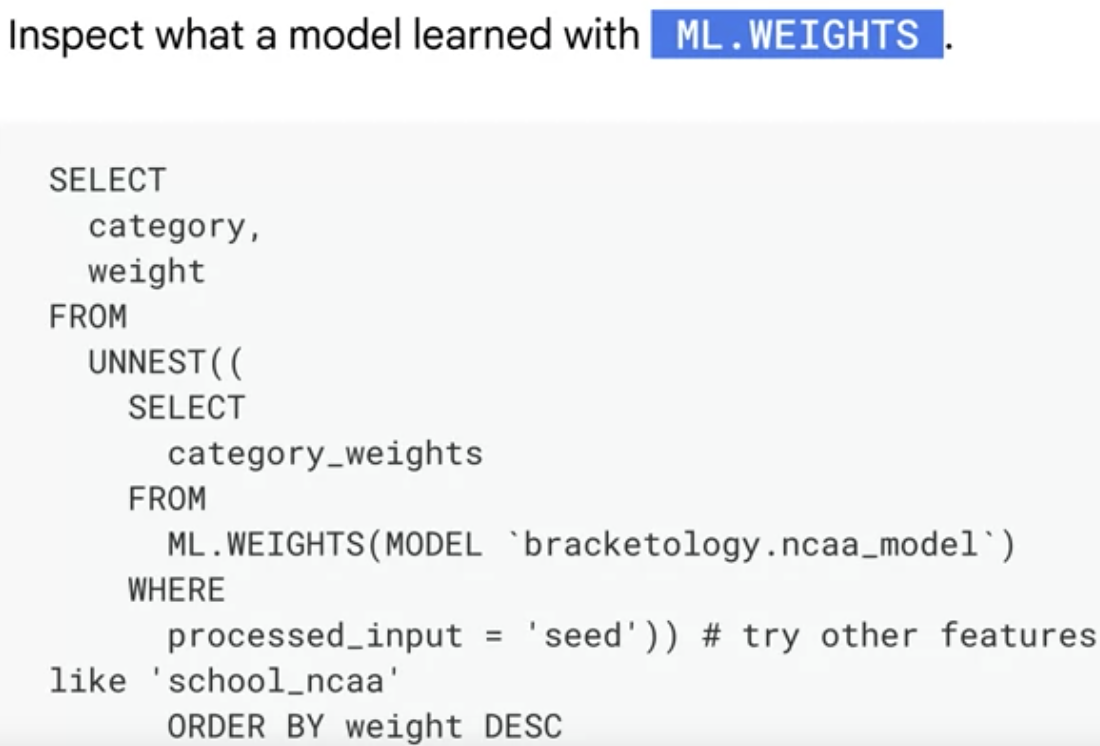 Inspect what a model learned with ML.WEIGHTS .
SELECT
category,
weight
FROM
UNNEST((
SELECT
category_weights
FROM
ML.WEIGHTS(MODEL `bracketology.ncaa_model`)
WHERE
processed_input = 'seed')) # try other features
like 'school_ncaa'
ORDER BY weight DESC